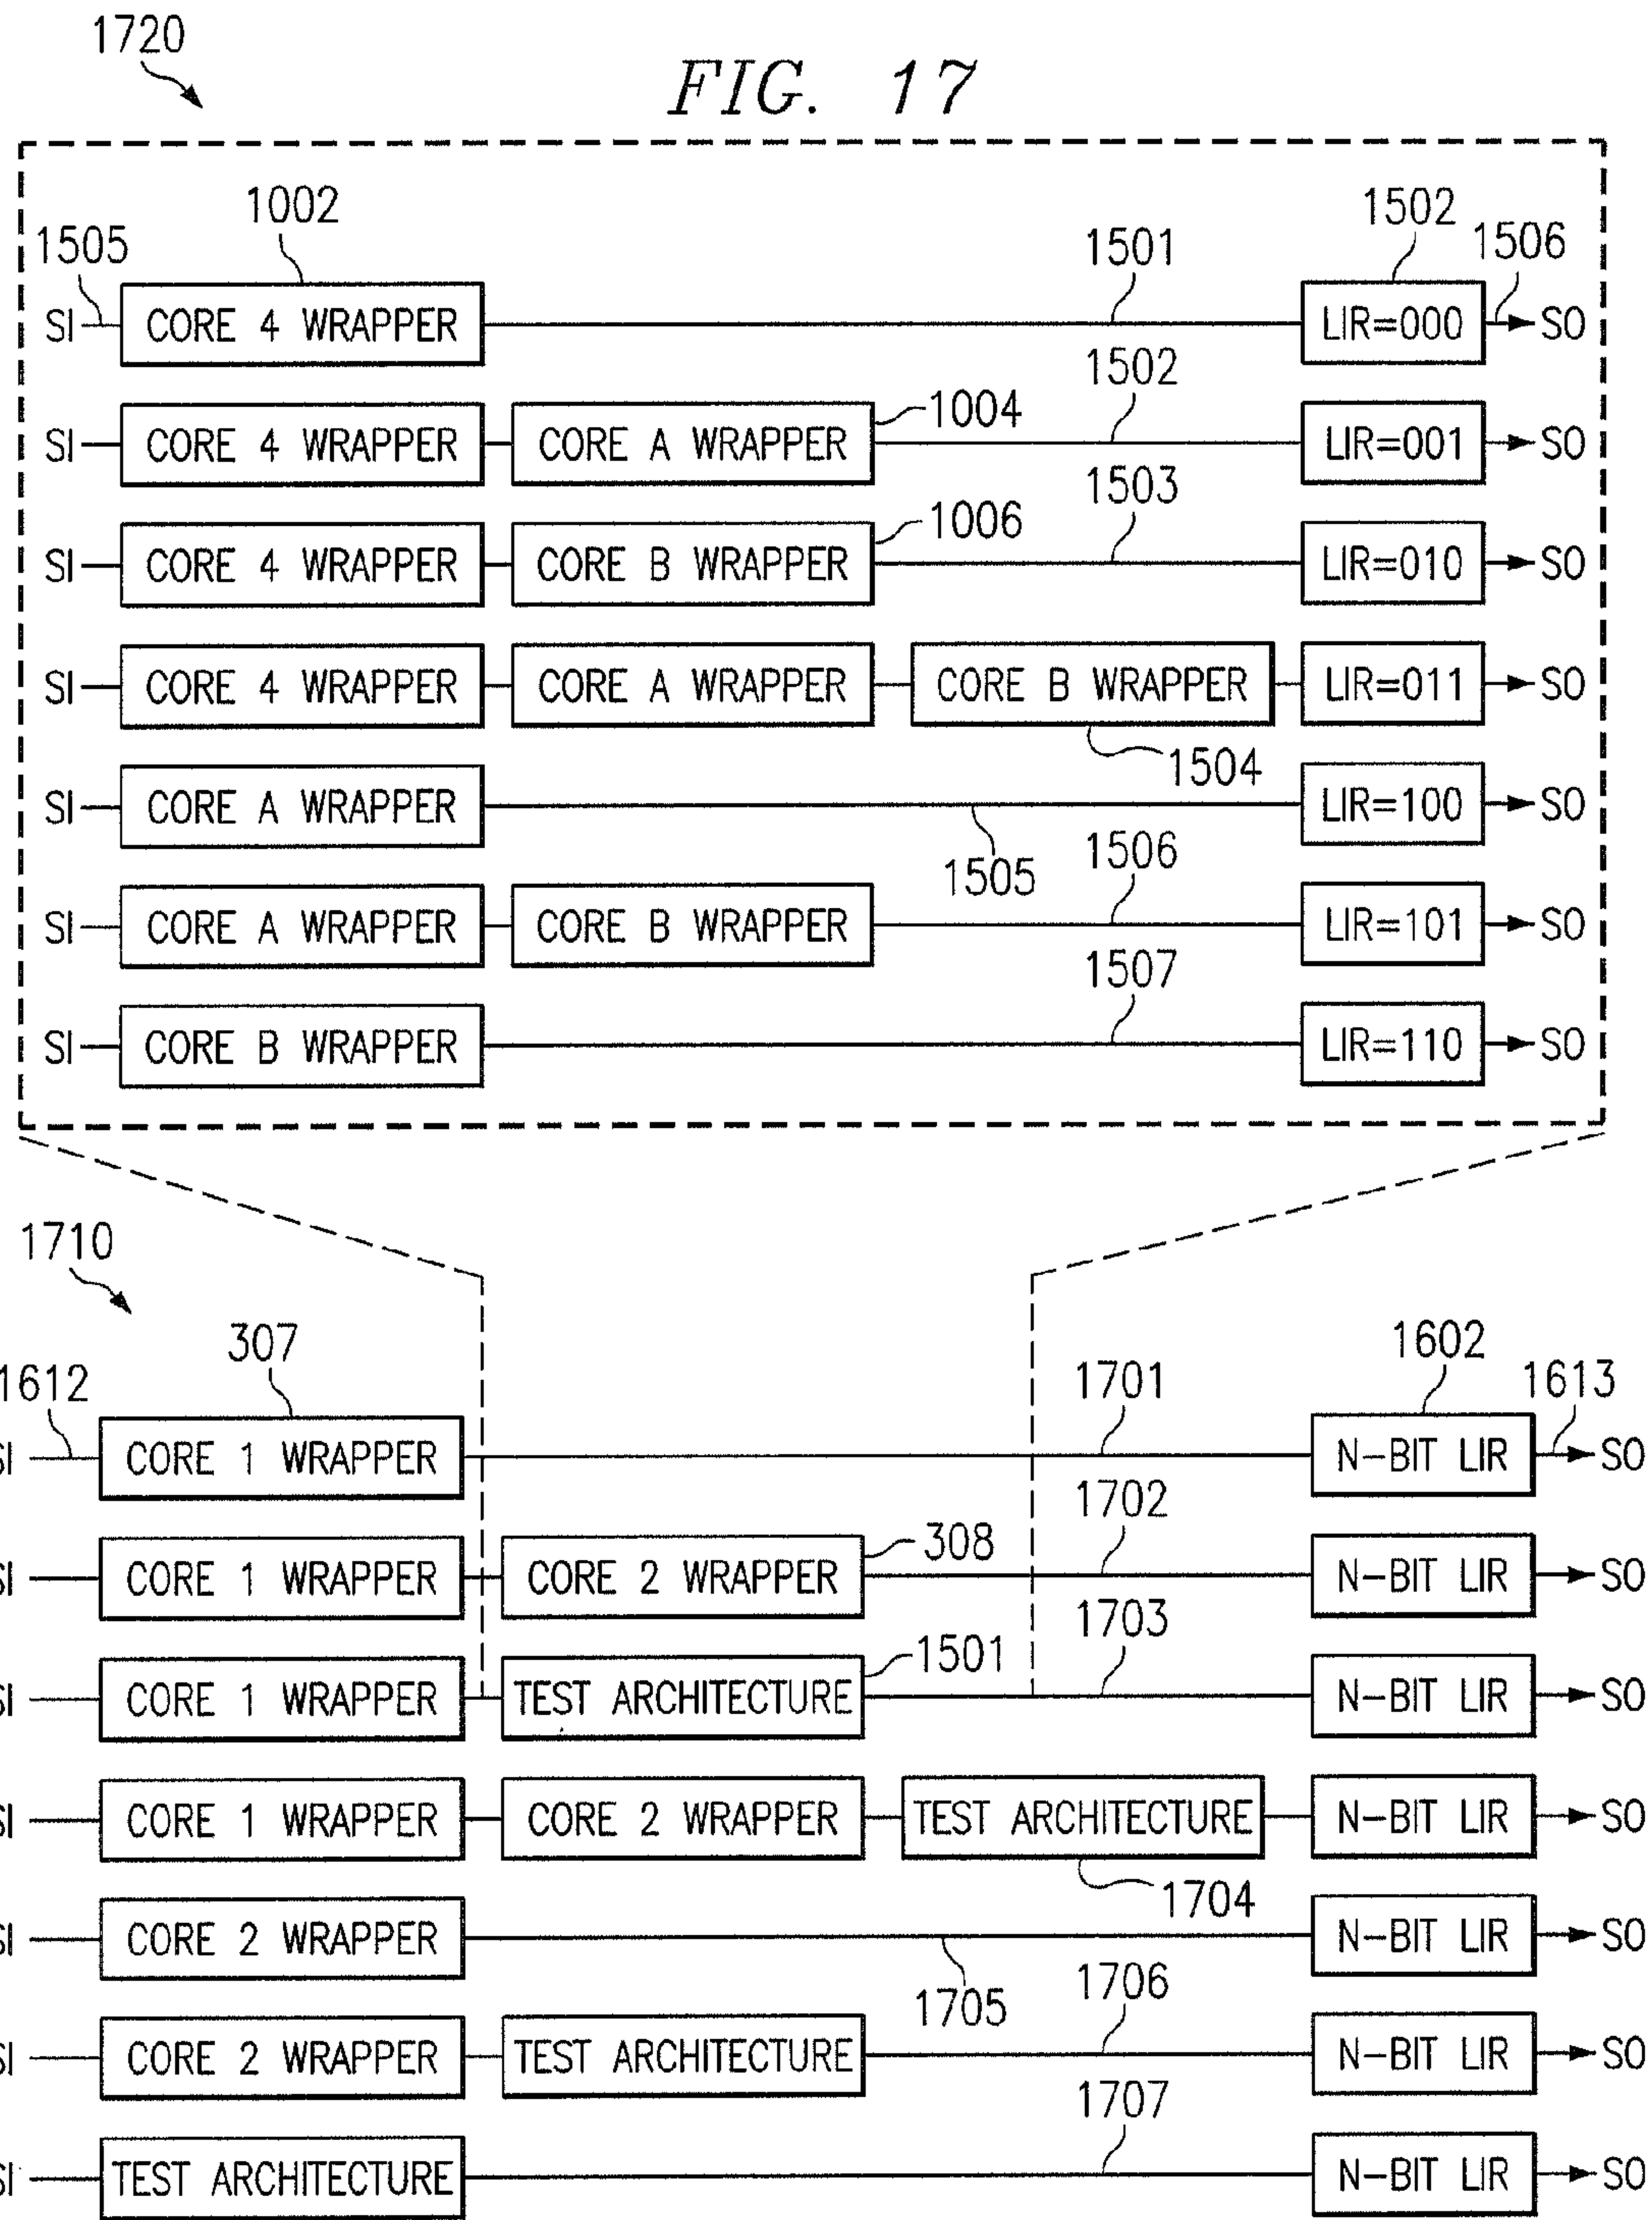 1720
FIG. 17
1002 1502
1505 1501 1506
SI CORE 4 WRAPPER LIR=000 SO
1502
1004
SI CORE 4 WRAPPER CORE A WRAPPER LIR=001 SO
1503
1006
SI CORE 4 WRAPPER CORE B WRAPPER LIR=010 SO
SI CORE 4 WRAPPER CORE A WRAPPER CORE B WRAPPER LIR=011 SO
1504
SI CORE A WRAPPER LIR=100 SO
1505 1506
SI CORE A WRAPPER CORE B WRAPPER LIR=101 SO
1507
SI CORE B WRAPPER LIR=110 SO
1710
307 1602
1612 1701 1613
SI CORE 1 WRAPPER N-BIT LIR SO
1702
308
SI CORE 1 WRAPPER CORE 2 WRAPPER N-BIT LIR SO
1703
1501
SI CORE 1 WRAPPER TEST ARCHITECTURE N-BIT LIR SO
SI CORE 1 WRAPPER CORE 2 WRAPPER TEST ARCHITECTURE N-BIT LIR SO
1704
SI CORE 2 WRAPPER N-BIT LIR SO
1705 1706
SI CORE 2 WRAPPER TEST ARCHITECTURE N-BIT LIR SO
1707
SI TEST ARCHITECTURE N-BIT LIR SO